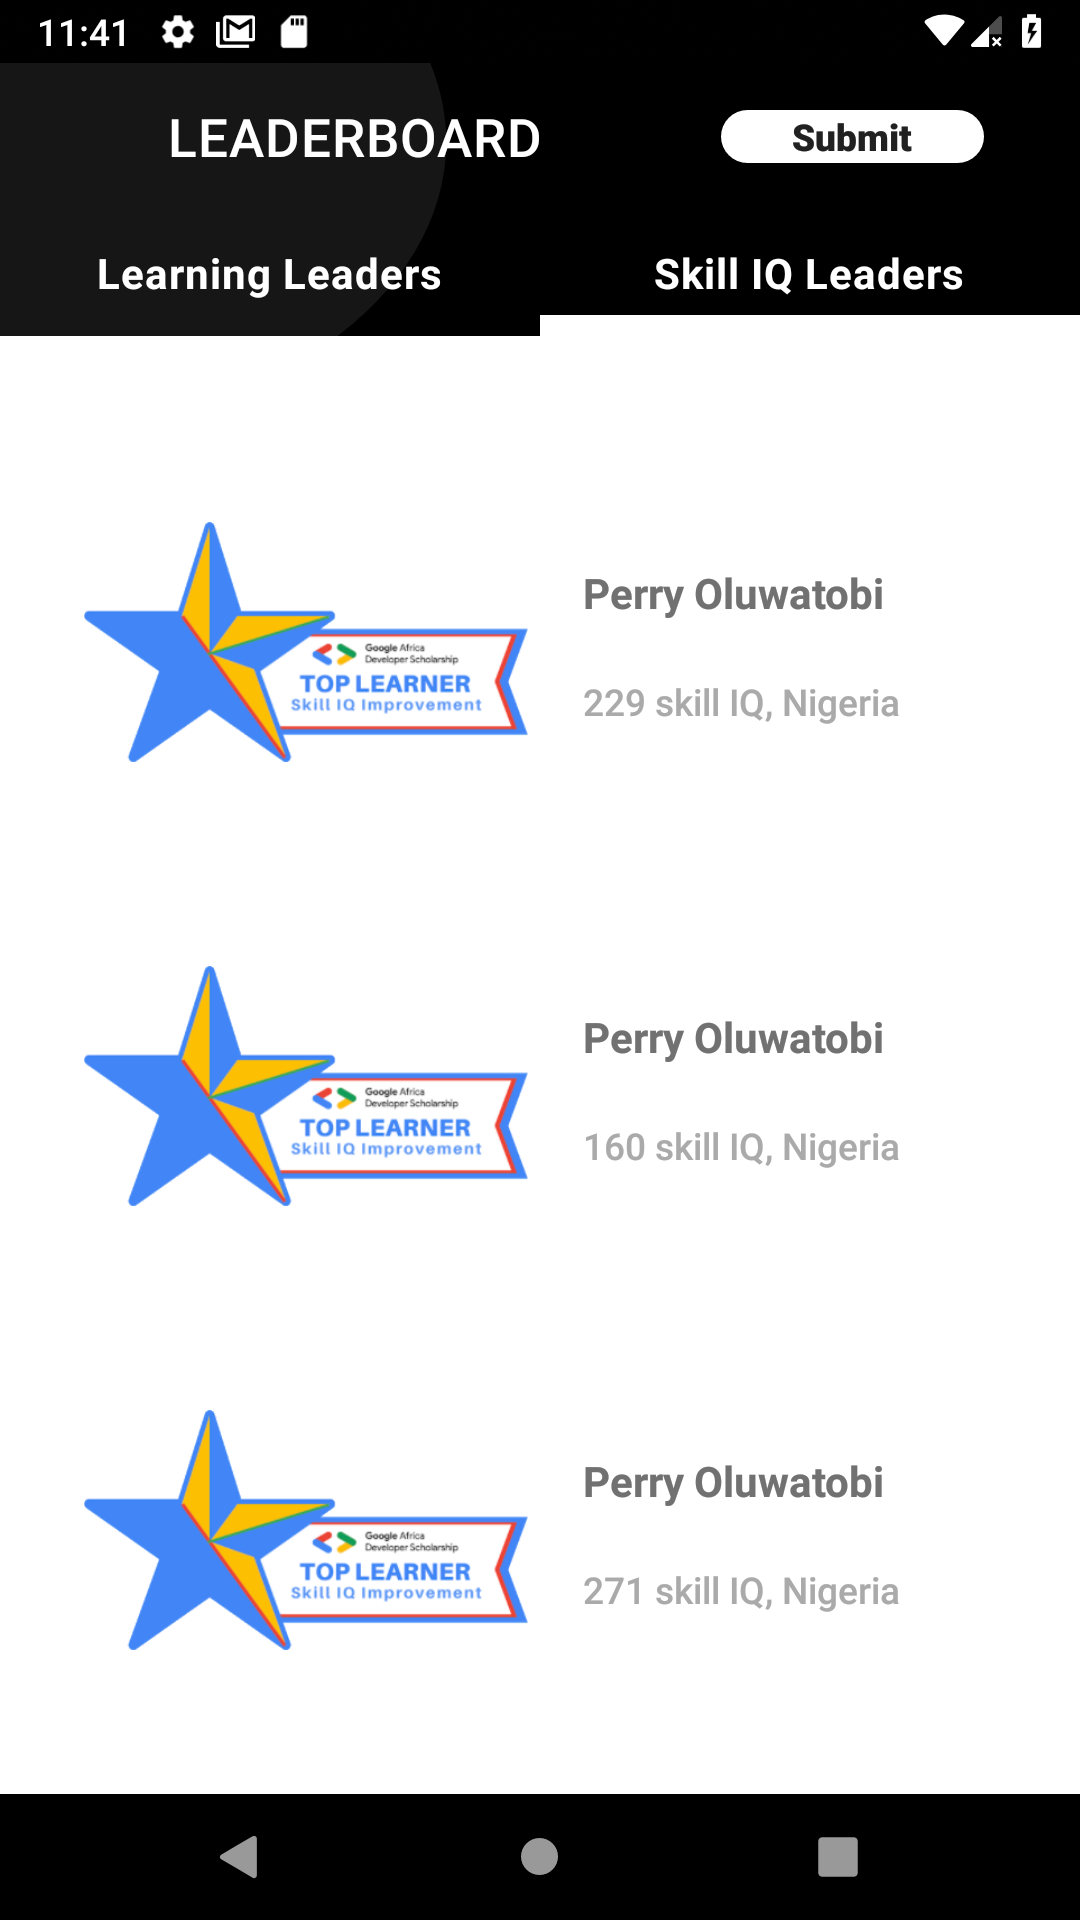 11:41
LEADERBOARD
Submit
Learning Leaders
Skill IQ Leaders
Google Africa
Developer Scholarship
TOP LEARNER
Skill IQ Improvement
Perry Oluwatobi
229 skill IQ, Nigeria
Google Africa
Developer Scholarship
TOP LEARNER
Skill IQ Improvement
Perry Oluwatobi
160 skill IQ, Nigeria
Google Africa
Developer Scholarship
TOP LEARNER
Skill IQ Improvement
Perry Oluwatobi
271 skill IQ, Nigeria